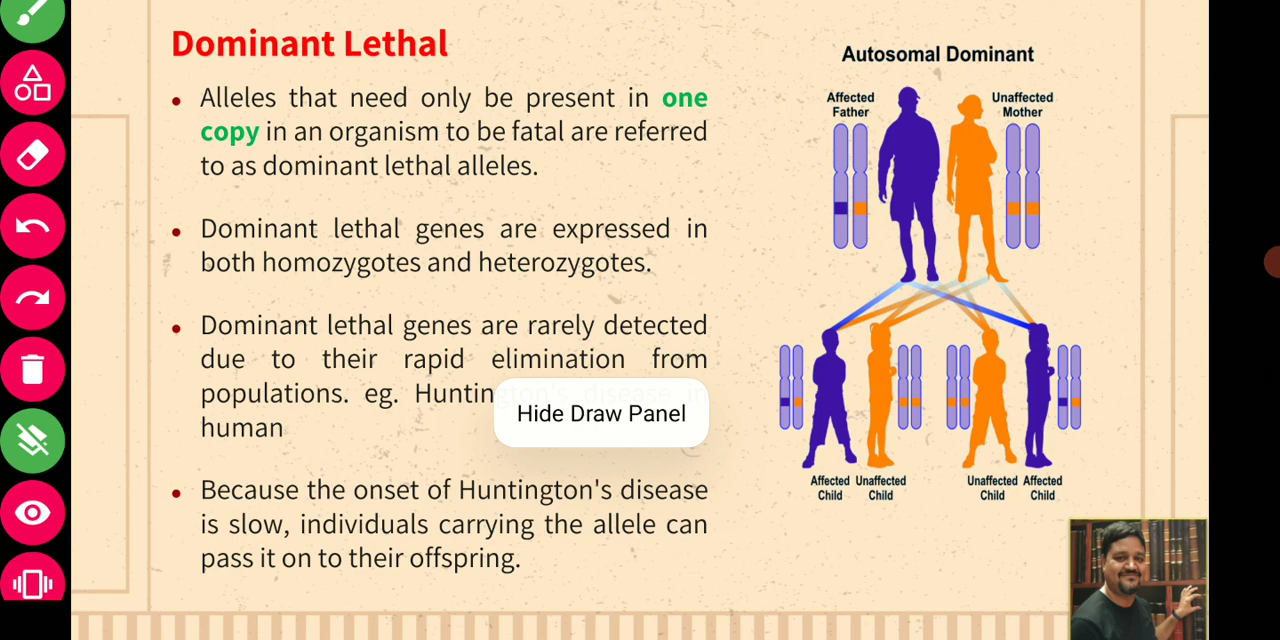 Dominant Lethal
• Alleles that need only be present in one
copy in an organism to be fatal are referred
to as dominant lethal alleles.
• Dominant lethal genes are expressed in
both homozygotes and heterozygotes.
• Dominant lethal genes are rarely detected
due to their rapid elimination from
populations. eg. Huntington's disease in
human
• Because the onset of Huntington's disease
is slow, individuals carrying the allele can
pass it on to their offspring.
Hide Draw Panel
Autosomal Dominant
Affected
Father
Unaffected
Mother
Affected
Child
Unaffected
Child
Unaffected
Child
Affected
Child